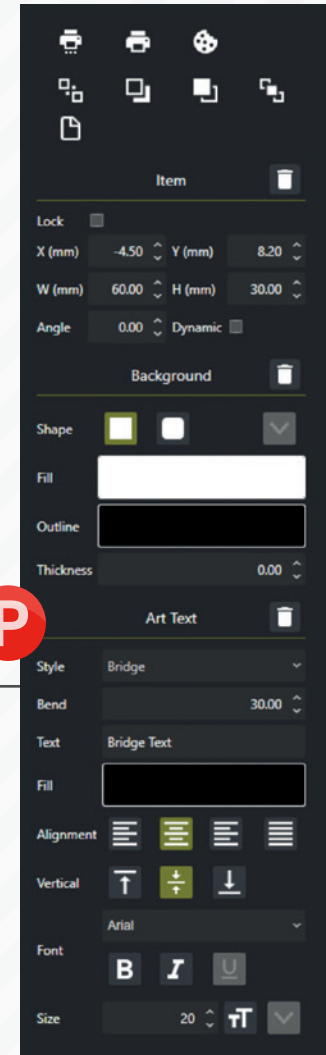 Item
Lock
X (mm) -4.50 Y (mm) 8.20
W (mm) 60.00 H (mm) 30.00
Angle 0.00 Dynamic
Background
Shape
Fill
Outline
Thickness 0.00
P
Art Text
Style Bridge
Bend 30.00
Text Bridge Text
Fill
Alignment
Vertical
Arial
Font
B I U
Size 20 TT